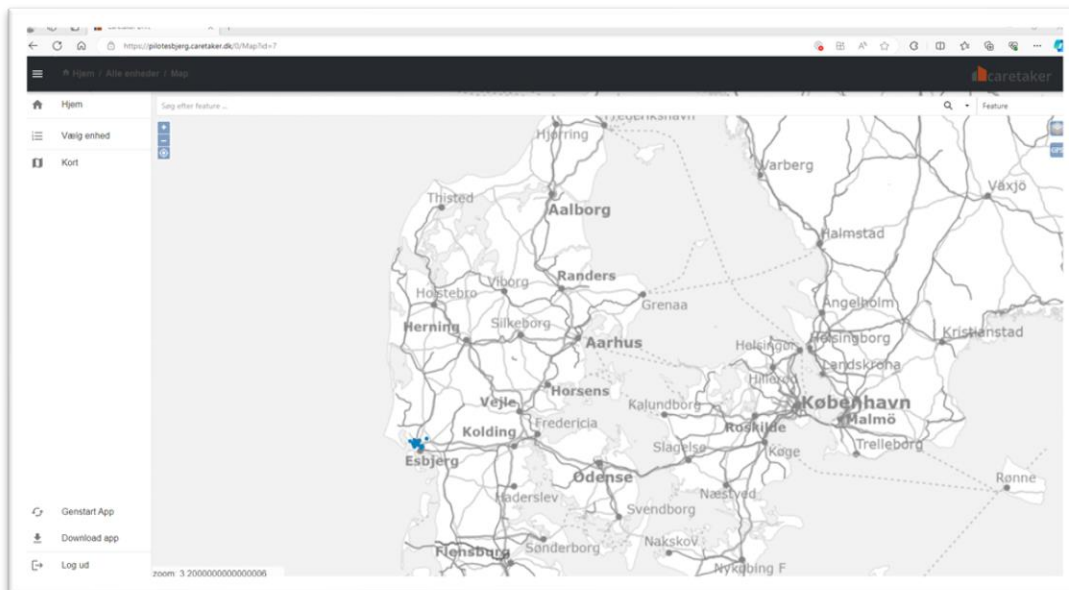 https://pilotesbjerg.caretaker.dk/0/Map?id=7
Hjem / Alle enheder / Map
caretaker
Hjem
Vælg enhed
Kort
Søg efter feature ...
Feature
Frederikshavn
Hjørring
Varberg
Växjö
Thisted
Aalborg
Halmstad
Randers
Viborg
Holstebro
Grenaa
Ängelholm
Herning
Silkeborg
Aarhus
Kristianstad
Helsingør
Helsingborg
Landskrona
Hillerød
Horsens
Vejle
København
Kalundborg
Malmö
Fredericia
Kolding
Roskilde
Trelleborg
Esbjerg
Slagelse
Køge
Odense
Rønne
Haderslev
Næstved
Svendborg
Nakskov
Flensburg
Sønderborg
Nykøbing F
GPS
Genstart App
Download app
Log ud
zoom: 3.2000000000000006